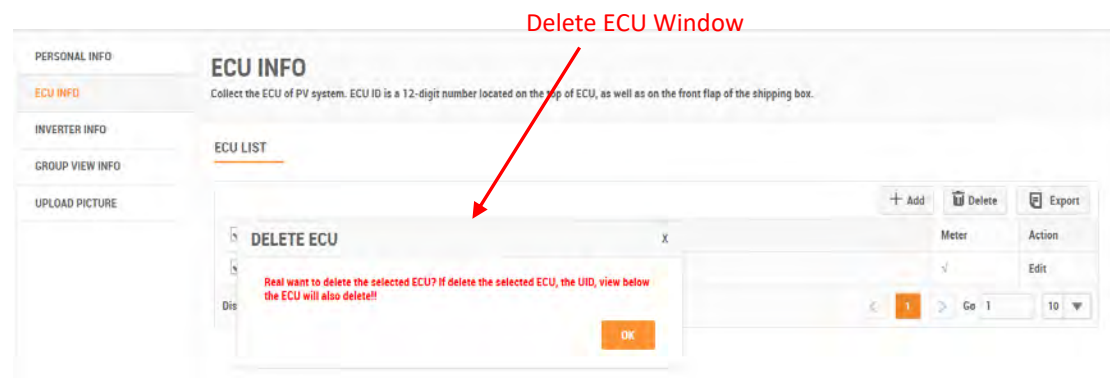 Delete ECU Window
PERSONAL INFO
ECU INFO
INVERTER INFO
GROUP VIEW INFO
UPLOAD PICTURE
ECU INFO
Collect the ECU of PV system. ECU ID is a 12-digit number located on the top of ECU, as well as on the front flap of the shipping box.
ECU LIST
+ Add Delete Export
Meter Action
√ Edit
DELETE ECU X
Real want to delete the selected ECU? If delete the selected ECU, the UID, view below
the ECU will also delete!!
OK
Dis
< 1 > Go 1 10